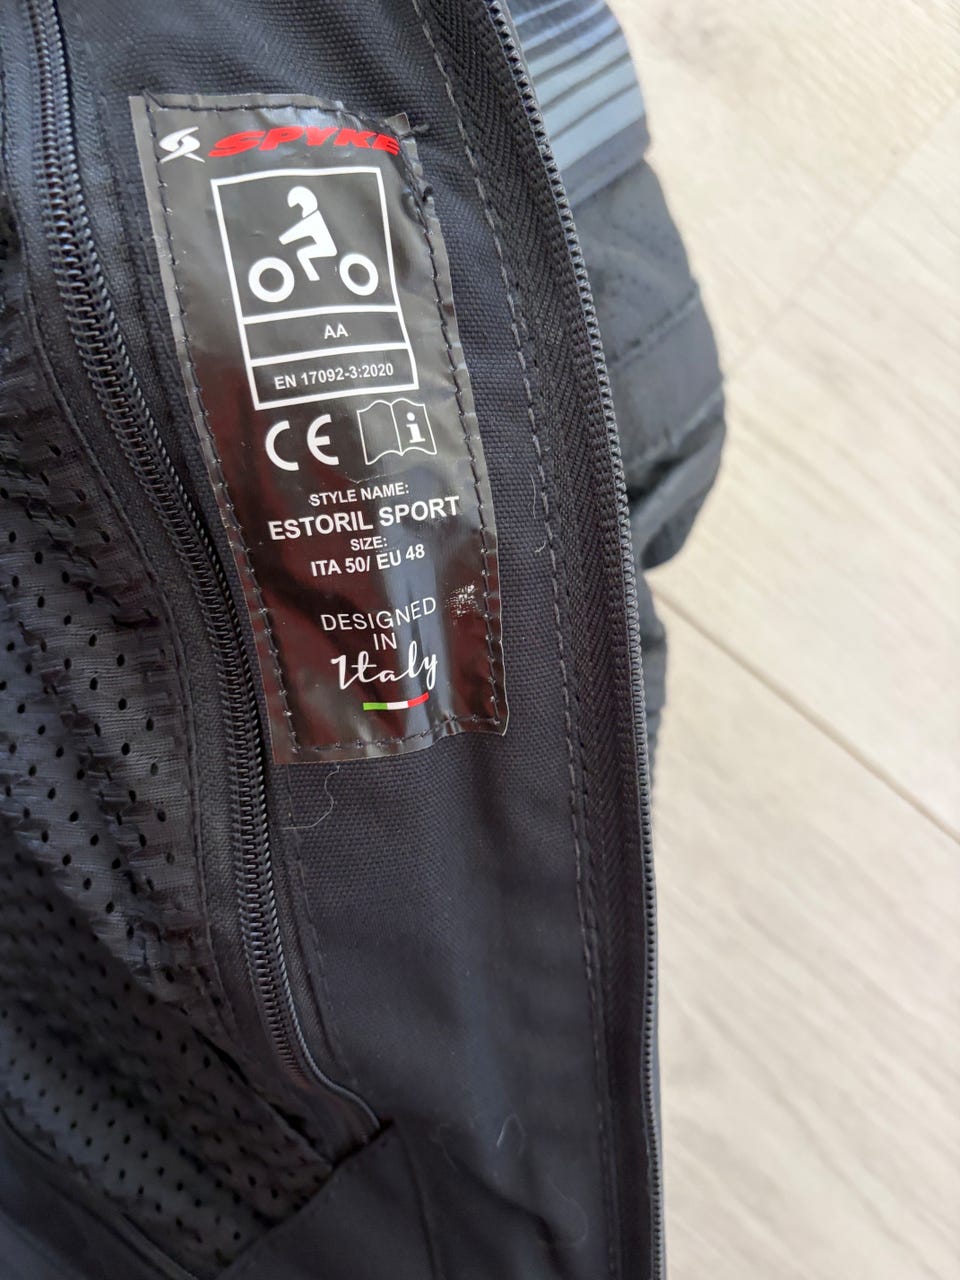 SPYKE
AA
EN 17092-3:2020
CE i
STYLE NAME:
ESTORIL SPORT
SIZE:
ITA 50/ EU 48
DESIGNED
IN
Italy